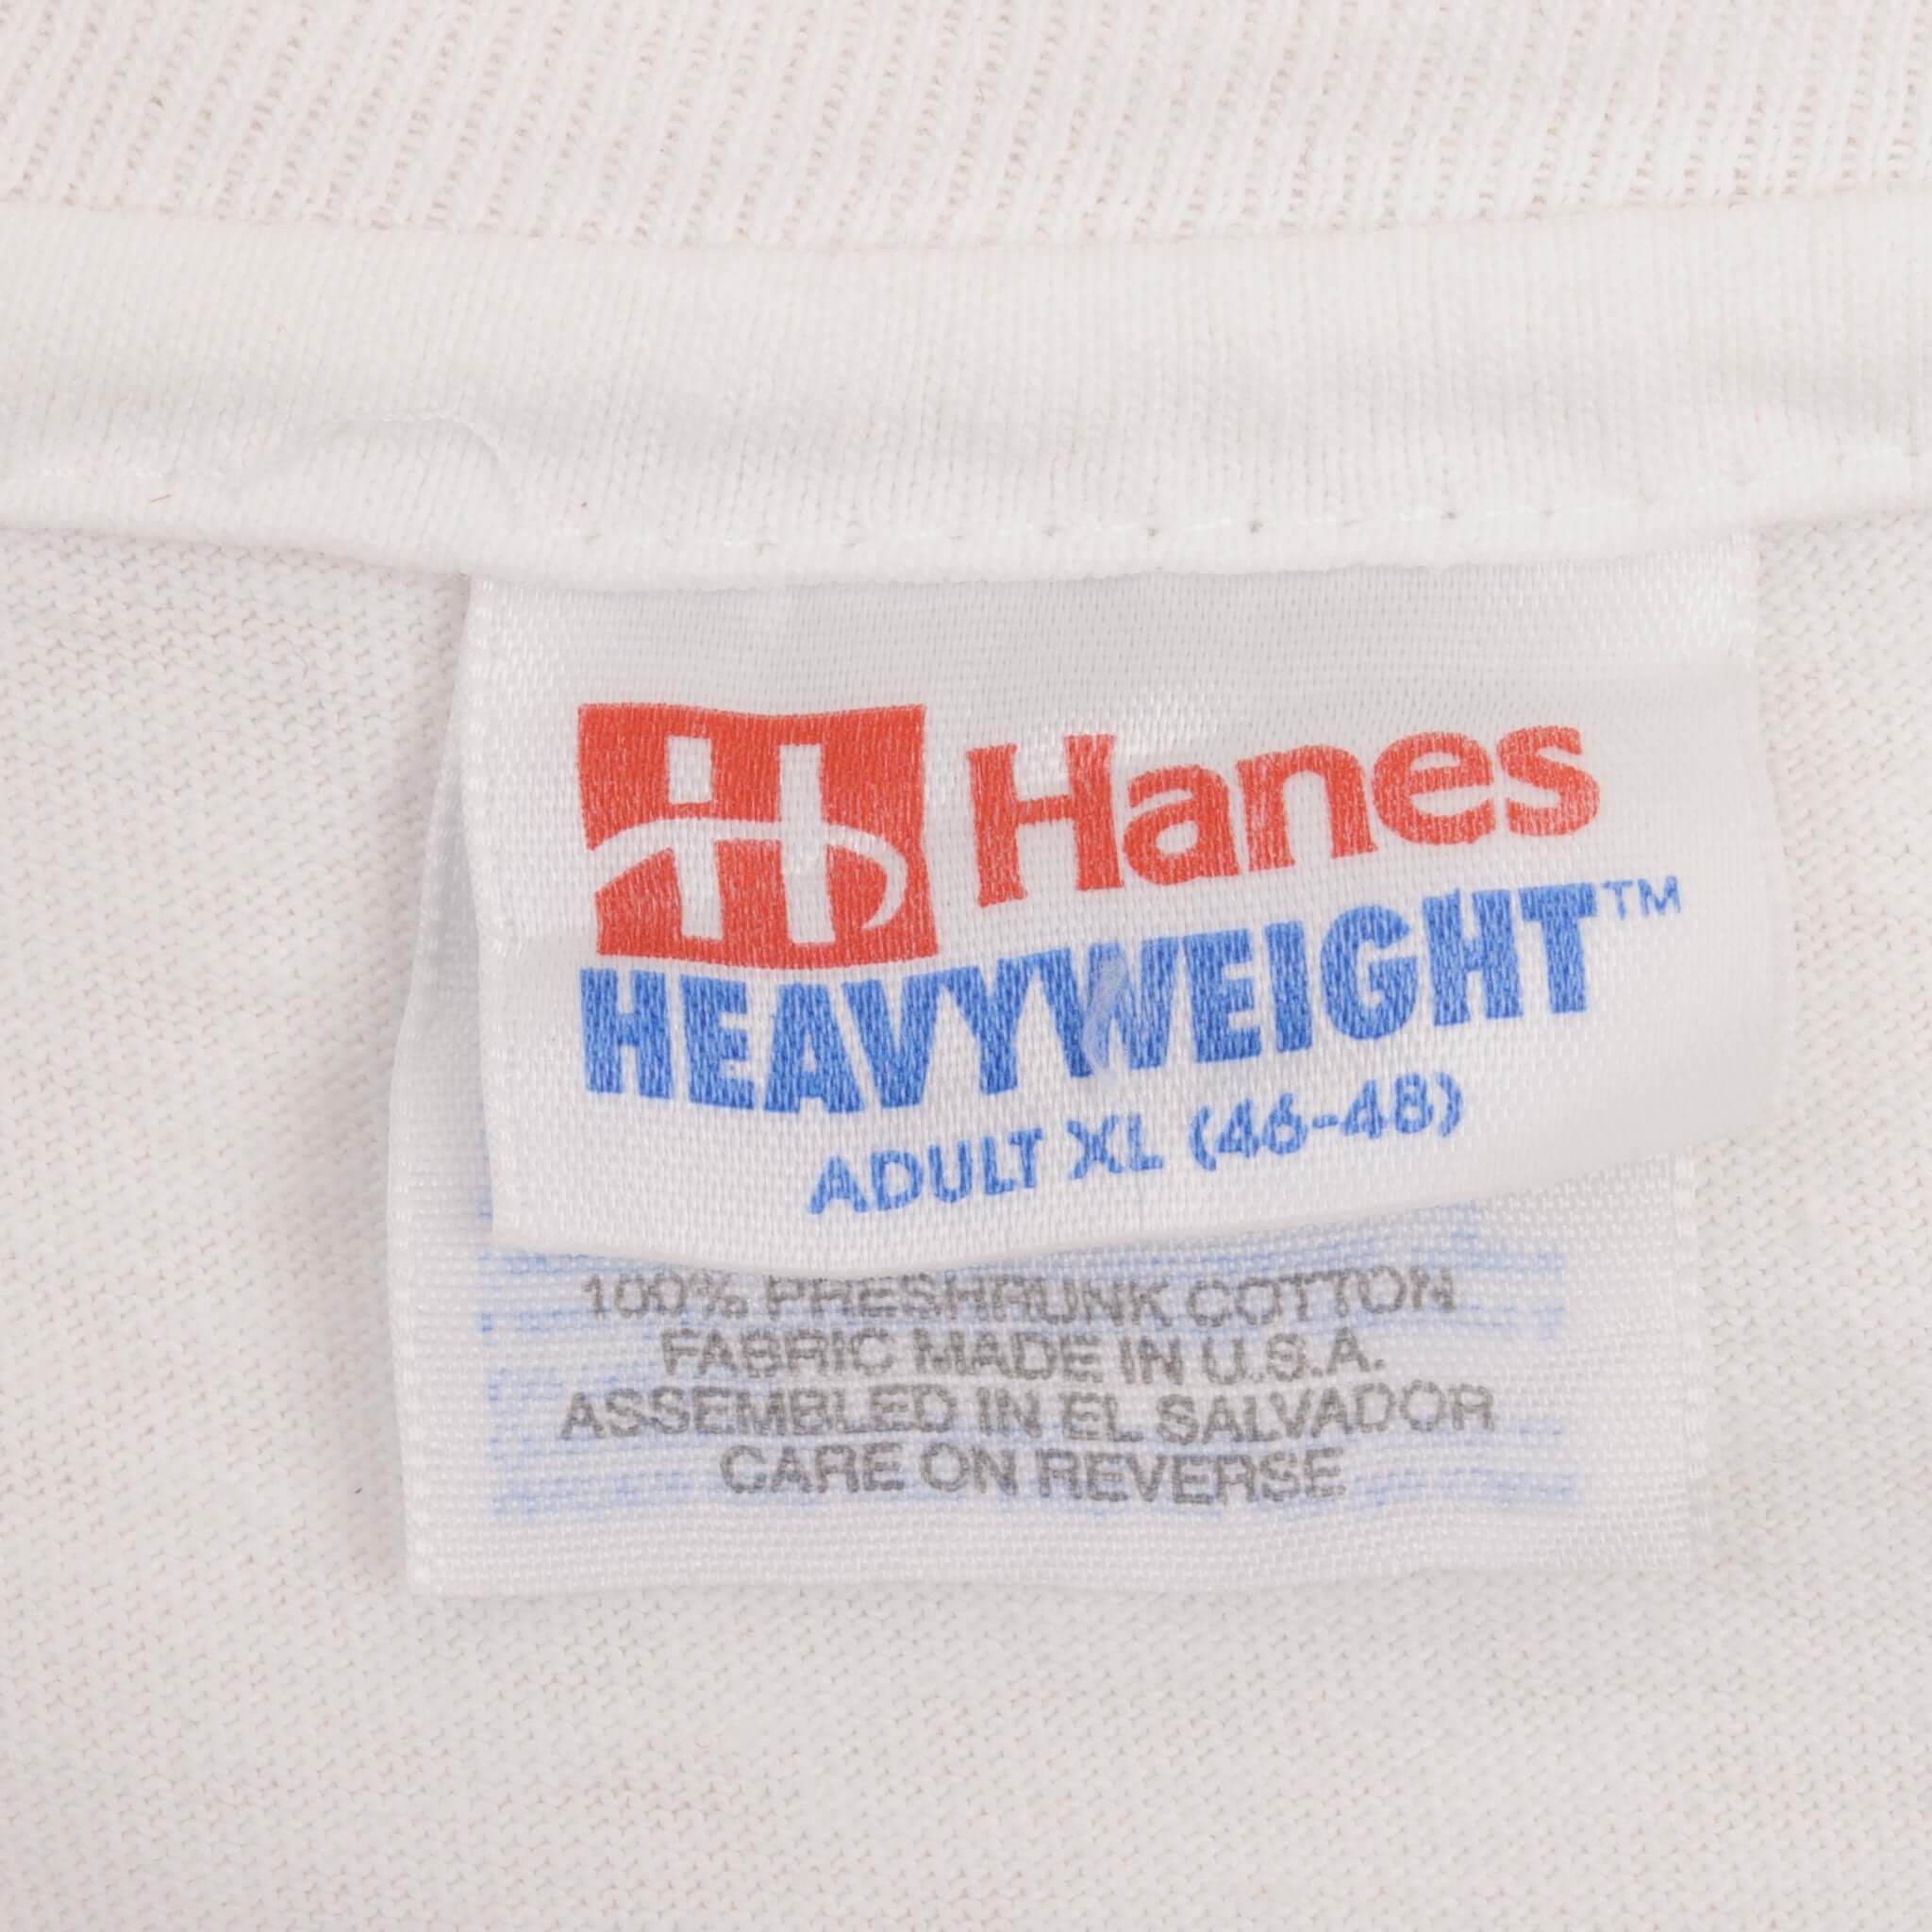 H Hanes
HEAVYWEIGHT™
ADULT XL (46-48)
100% PRESHRUNK COTTON
FABRIC MADE IN U.S.A.
ASSEMBLED IN EL SALVADOR
CARE ON REVERSE